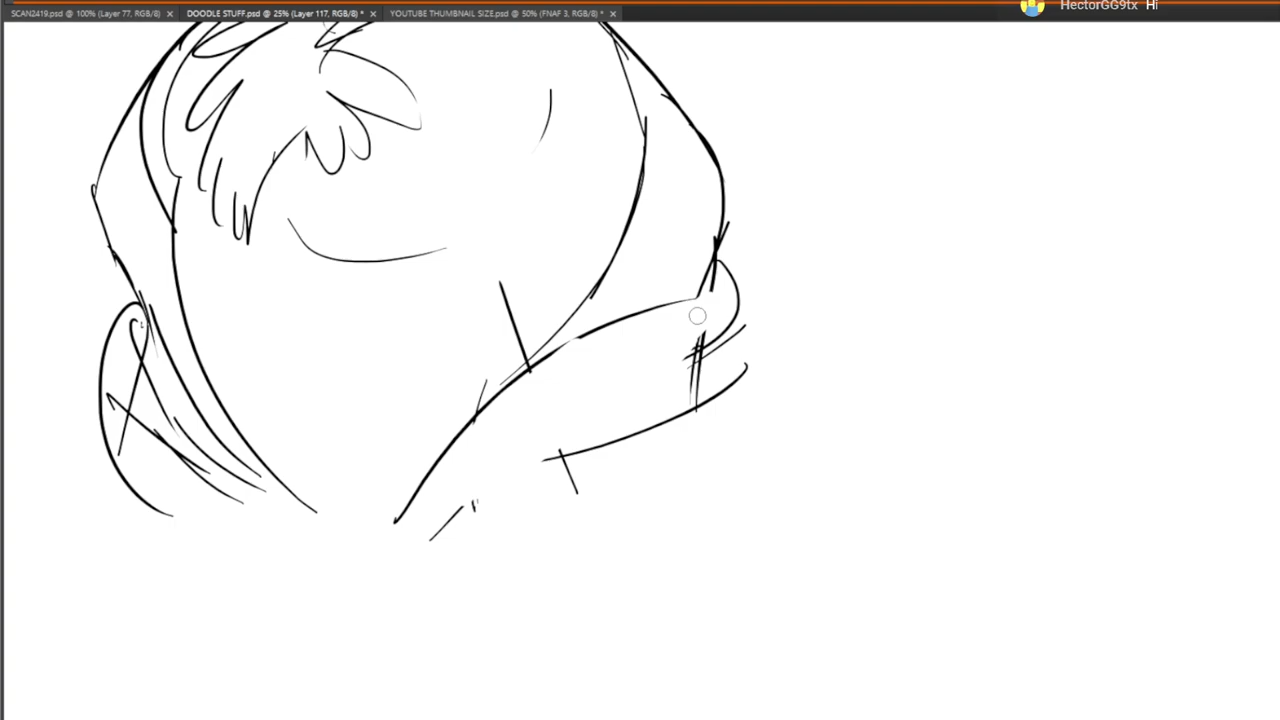 SCAN2419.psd @ 100% (Layer 77, RGB/8)
DOODLE STUFF.psd @ 25% (Layer 117, RGB/8) *
YOUTUBE THUMBNAIL SIZE.psd @ 50% (FNAF 3, RGB/8) *
HectorGG9tx Hi